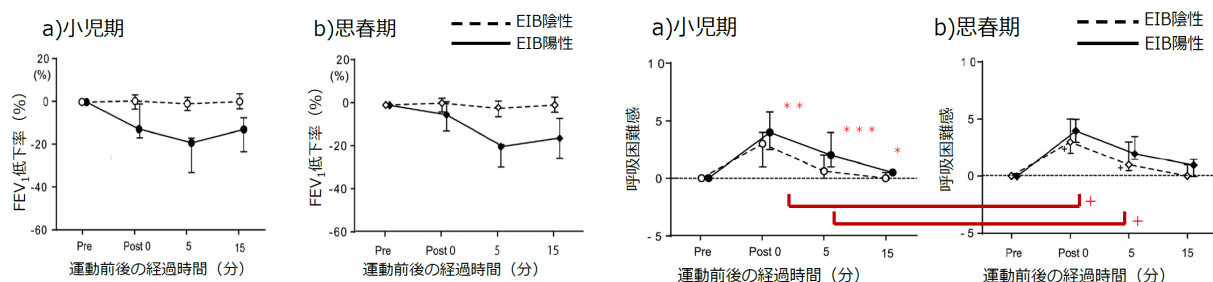 a)小児期
b)思春期
EIB陰性
EIB陽性
20
(%)
0
-20
-40
-60
FEV₁低下率（%）
Pre
Post 0
5
15
運動前後の経過時間（分）
20
(%)
0
-20
-40
-60
FEV₁低下率（%）
Pre
Post 0
5
15
運動前後の経過時間（分）
a)小児期
b)思春期
EIB陰性
EIB陽性
10
5
0
-5
呼吸困難感
**
***
*
Pre
Post 0
5
15
運動前後の経過時間（分）
10
5
0
-5
呼吸困難感
+
+
+
+
Pre
Post 0
5
15
運動前後の経過時間（分）